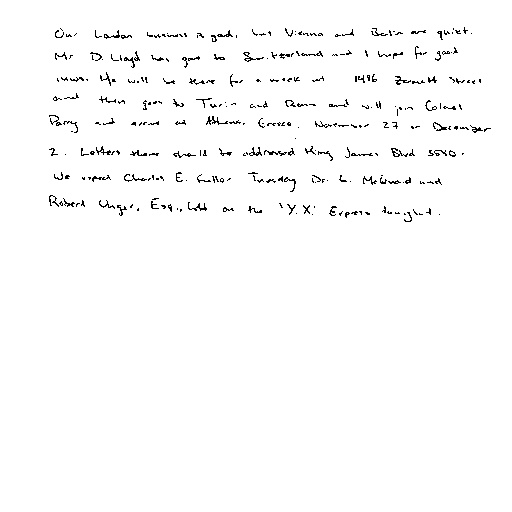 Our London business is good, but Vienna and Berlin are quiet.
Mr. D. Lloyd has gone to Switzerland and I hope for good
news. He will be there for a week at 1496 Zermott Street
and then goes to Turin and Rome and will join Colonel
Parry and arrive at Athens, Greece, November 27 or December
2. Letters there should be addressed King James Blvd 3580.
We expect Charles E. Fuller Tuesday. Dr. L. McQuaid and
Robert Unger, Esq., left on the 'Y.X.' Express tonight.